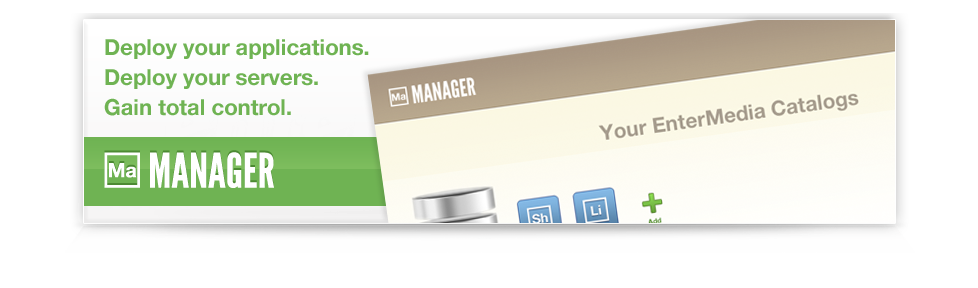 Deploy your applications.
Deploy your servers.
Gain total control.
Ma MANAGER
Ma MANAGER
Your EnterMedia Catalogs
Sh
Li
Add